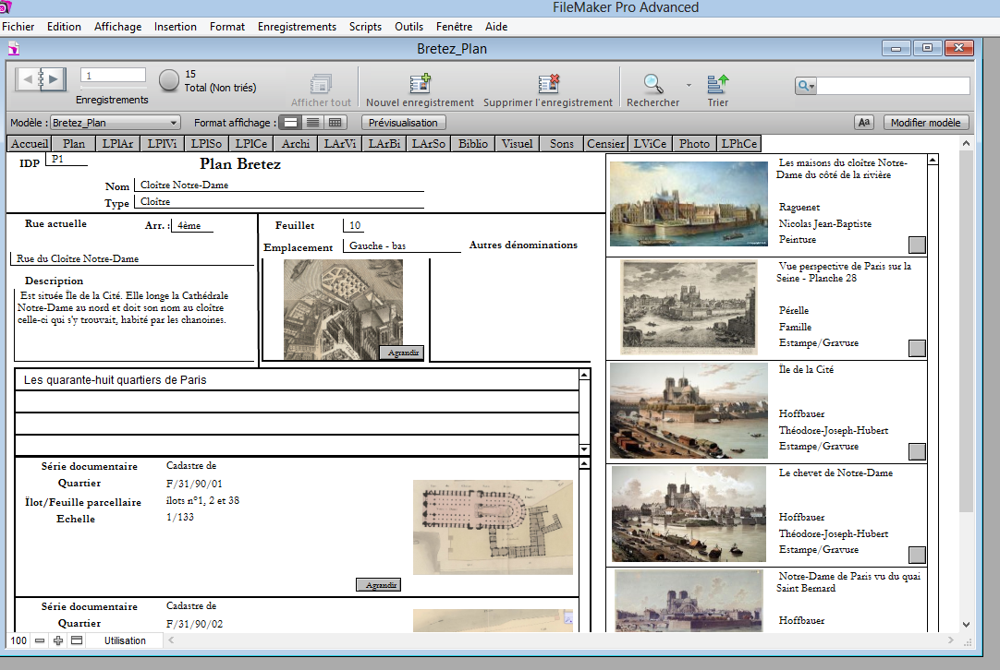 FileMaker Pro Advanced
Fichier Edition Affichage Insertion Format Enregistrements Scripts Outils Fenêtre Aide
Bretez_Plan
1
Enregistrements
15
Total (Non triés)
Afficher tout
Nouvel enregistrement
Supprimer l'enregistrement
Rechercher
Trier
Modèle : Bretez_Plan
Format affichage :
Prévisualisation
Aa
Modifier modèle
Accueil Plan LPlAr LPlVi LPlSo LPlCe Archi LArVi LArBi LArSo Biblio Visuel Sons Censier LViCe Photo LPhCe
IDP P1
Plan Bretez
Nom Cloître Notre-Dame
Type Cloître
Rue actuelle
Arr. : 4ème
Rue du Cloître Notre-Dame
Description
Est située Île de la Cité. Elle longe la Cathédrale
Notre-Dame au nord et doit son nom au cloître
celle-ci qui s'y trouvait, habité par les chanoines.
Feuillet 10
Emplacement Gauche - bas
Autres dénominations
Agrandir
Les quarante-huit quartiers de Paris
Série documentaire Cadastre de
Quartier F/31/90/01
Îlot/Feuille parcellaire îlots n°1, 2 et 38
Echelle 1/133
Agrandir
Série documentaire Cadastre de
Quartier F/31/90/02
Les maisons du cloître Notre-
Dame du côté de la rivière
Raguenet
Nicolas Jean-Baptiste
Peinture
Vue perspective de Paris sur la
Seine - Planche 28
Pérelle
Famille
Estampe/Gravure
Île de la Cité
Hoffbauer
Théodore-Joseph-Hubert
Estampe/Gravure
Le chevet de Notre-Dame
Hoffbauer
Théodore-Joseph-Hubert
Estampe/Gravure
Notre-Dame de Paris vu du quai
Saint Bernard
Hoffbauer
100
Utilisation